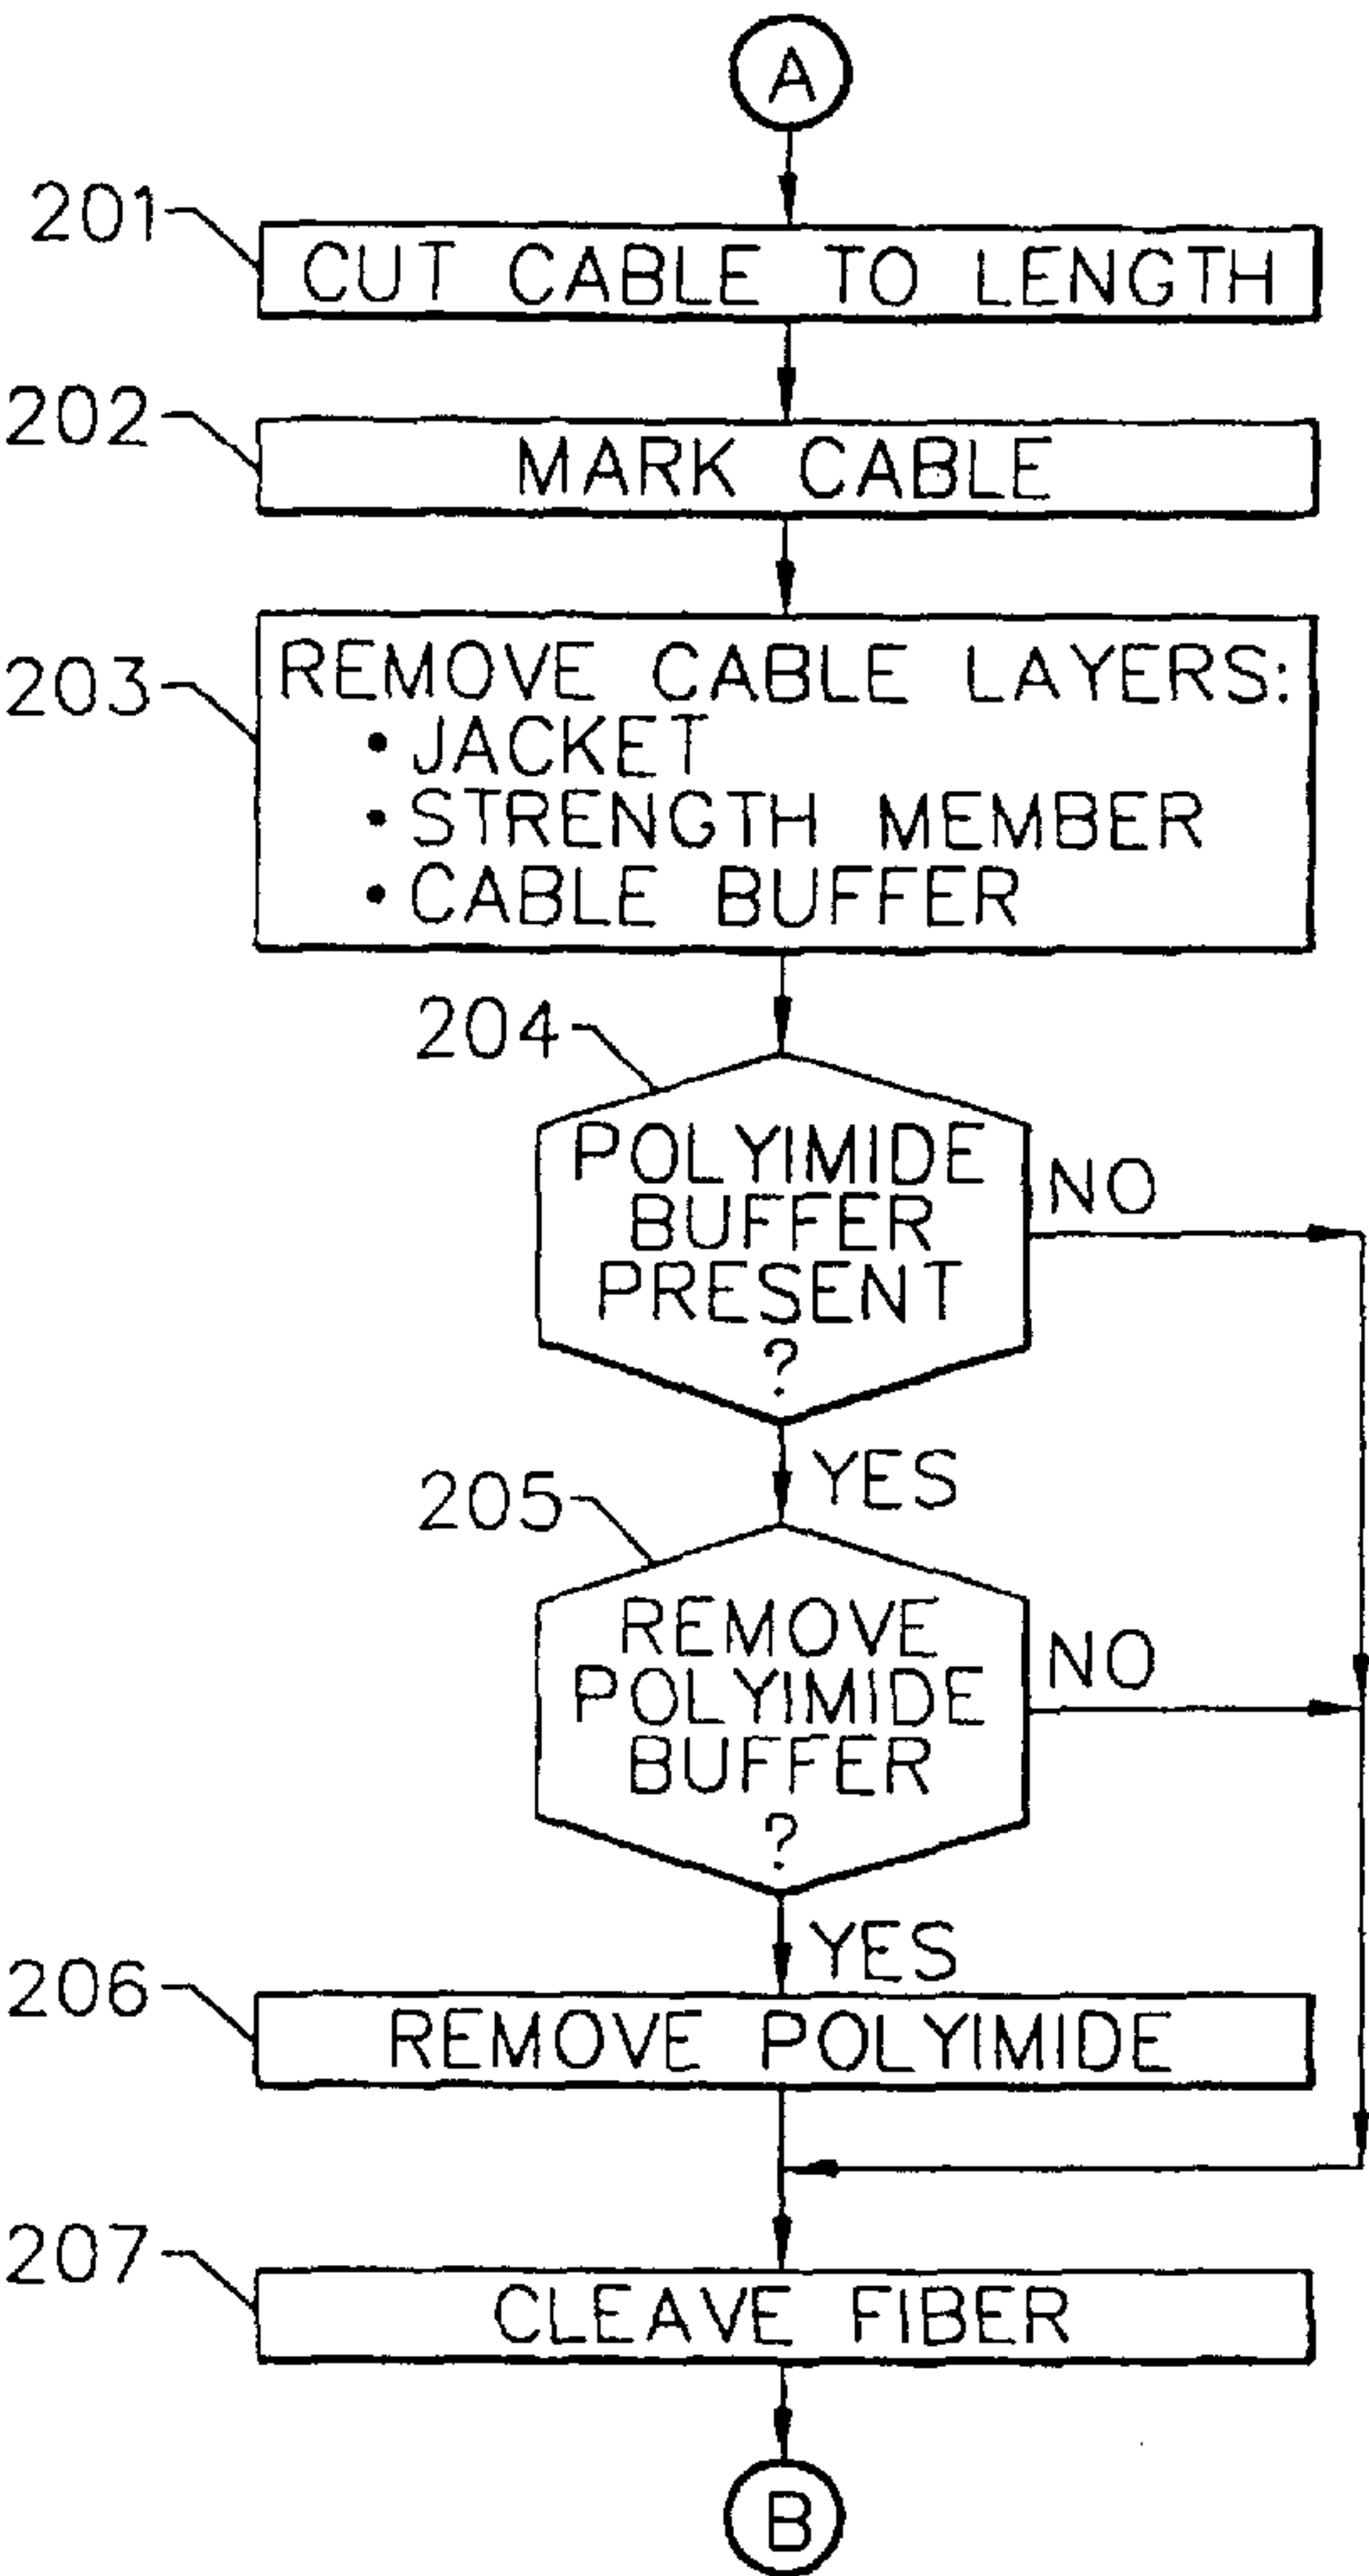 A
201
CUT CABLE TO LENGTH
202
MARK CABLE
203
REMOVE CABLE LAYERS:
• JACKET
• STRENGTH MEMBER
• CABLE BUFFER
204
POLYIMIDE
BUFFER
PRESENT
?
NO
YES
205
REMOVE
POLYIMIDE
BUFFER
?
NO
YES
206
REMOVE POLYIMIDE
207
CLEAVE FIBER
B